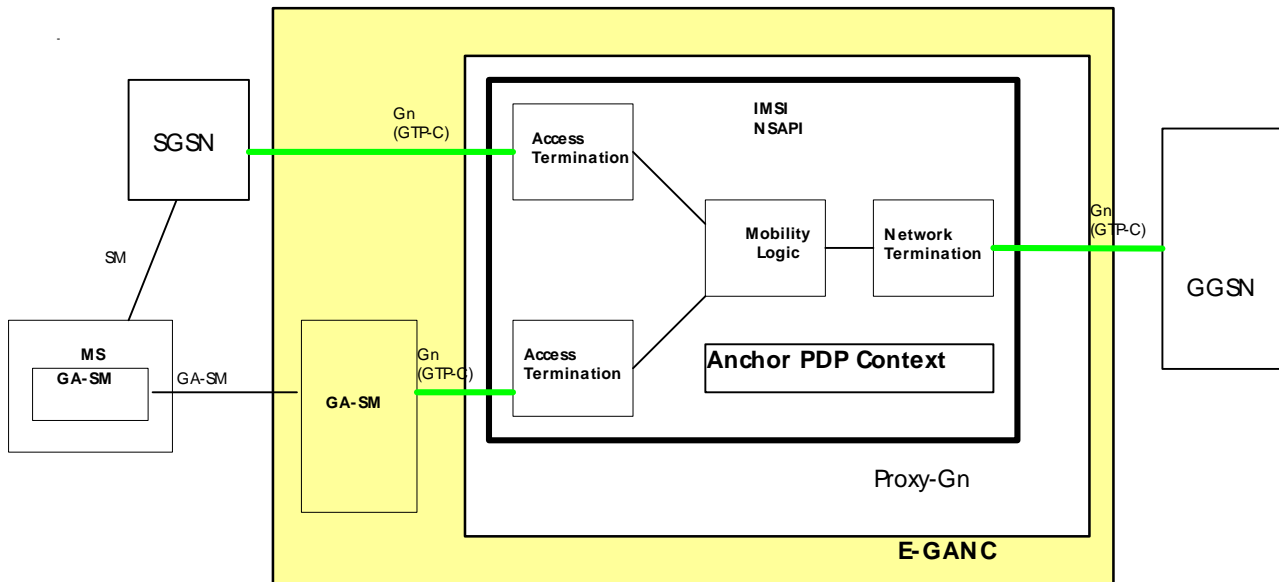 Gn
(GTP-C)
IMSI
NSAPI
SGSN
Access
Termination
Gn
(GTP-C)
Mobility
Logic
Network
Termination
SM
GGSN
MS
GA-SM
GA-SM
GA-SM
Gn
(GTP-C)
Access
Termination
Anchor PDP Context
Proxy-Gn
E-GANC